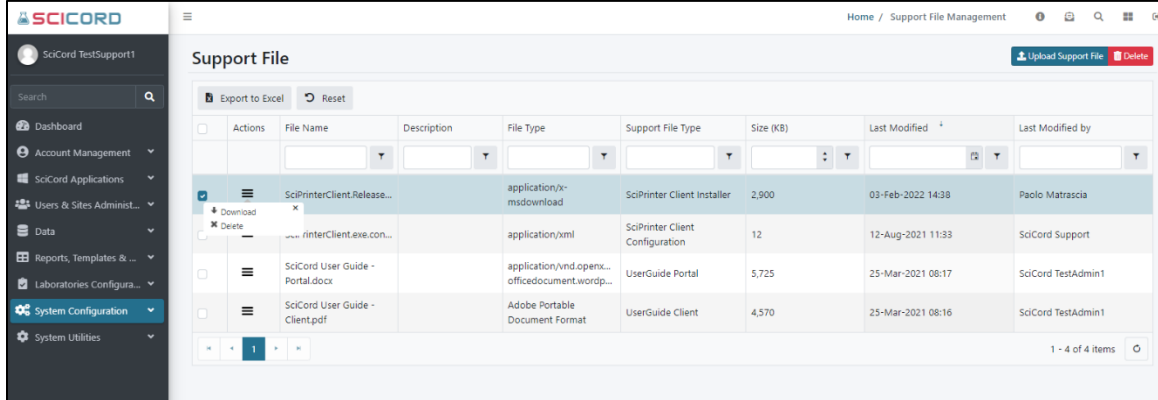 SCICORD
Home / Support File Management
SciCord TestSupport1
Support File
Upload Support File
Delete
Search
Export to Excel
Reset
Dashboard
Account Management
SciCord Applications
Users & Sites Administ...
Data
Reports, Templates & ...
Laboratories Configura...
System Configuration
System Utilities
Actions File Name Description File Type Support File Type Size (KB) Last Modified Last Modified by
SciPrinterClient.Release... application/x-msdownload SciPrinter Client Installer 2,900 03-Feb-2022 14:38 Paolo Matrascia
Download
Delete
rinterClient.exe.con... application/xml SciPrinter Client Configuration 12 12-Aug-2021 11:33 SciCord Support
SciCord User Guide - Portal.docx application/vnd.openx... officedocument.wordp... UserGuide Portal 5,725 25-Mar-2021 08:17 SciCord TestAdmin1
SciCord User Guide - Client.pdf Adobe Portable Document Format UserGuide Client 4,570 25-Mar-2021 08:16 SciCord TestAdmin1
1
1 - 4 of 4 items